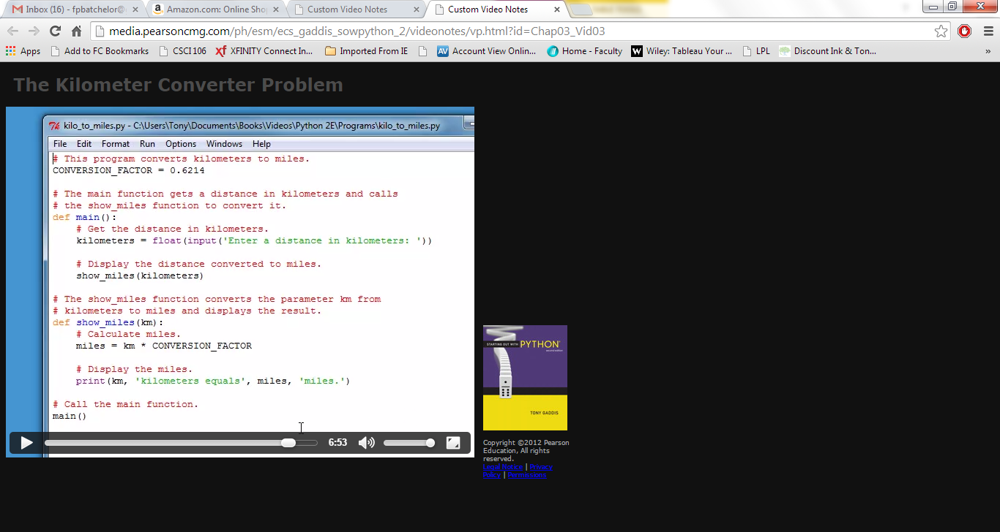 Inbox (16) - fpbatchelor@
Amazon.com: Online Sho
Custom Video Notes
Custom Video Notes
media.pearsoncmg.com/ph/esm/ecs_gaddis_sowpython_2/videonotes/vp.html?id=Chap03_Vid03
Apps Add to FC Bookmarks CSCI106 XFINITY Connect In... Imported From IE Account View Onlin... Home - Faculty Wiley: Tableau Your ... LPL Discount Ink & Ton... »
The Kilometer Converter Problem
kilo_to_miles.py - C:\Users\Tony\Documents\Books\Videos\Python 2E\Programs\kilo_to_miles.py
File Edit Format Run Options Windows Help
# This program converts kilometers to miles.
CONVERSION_FACTOR = 0.6214
# The main function gets a distance in kilometers and calls
# the show_miles function to convert it.
def main():
# Get the distance in kilometers.
kilometers = float(input('Enter a distance in kilometers: '))
# Display the distance converted to miles.
show_miles(kilometers)
# The show_miles function converts the parameter km from
# kilometers to miles and displays the result.
def show_miles(km):
# Calculate miles.
miles = km * CONVERSION_FACTOR
# Display the miles.
print(km, 'kilometers equals', miles, 'miles.')
# Call the main function.
main()
6:53
STARTING OUT WITH PYTHON
second edition
TONY GADDIS
Copyright ©2012 Pearson
Education, All rights
reserved.
Legal Notice | Privacy
Policy | Permissions